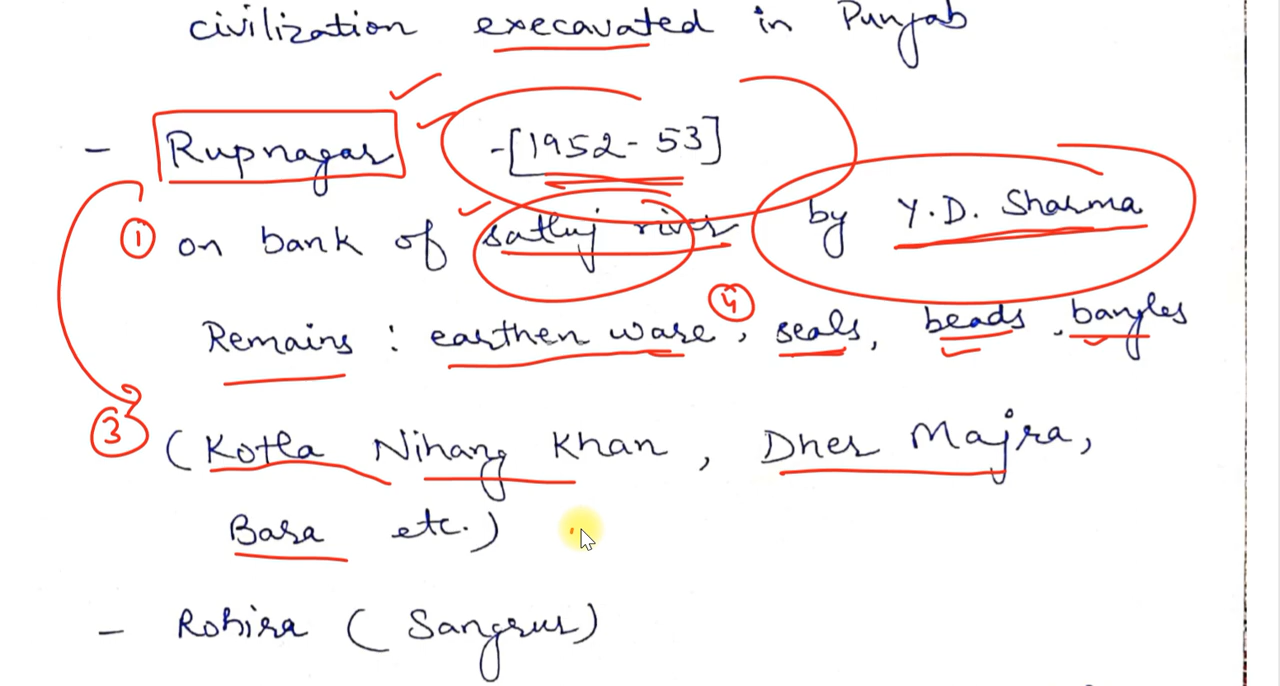 civilization execavated in Punjab
- Rupnagar -[1952-53]
① on bank of satluj river by Y.D. Sharma
④
Remains : earthen ware, seals, beads, bangles
③ (Kotla Nihang Khan, Dher Majra,
Bara etc.)
- Rohira (Sangrur)